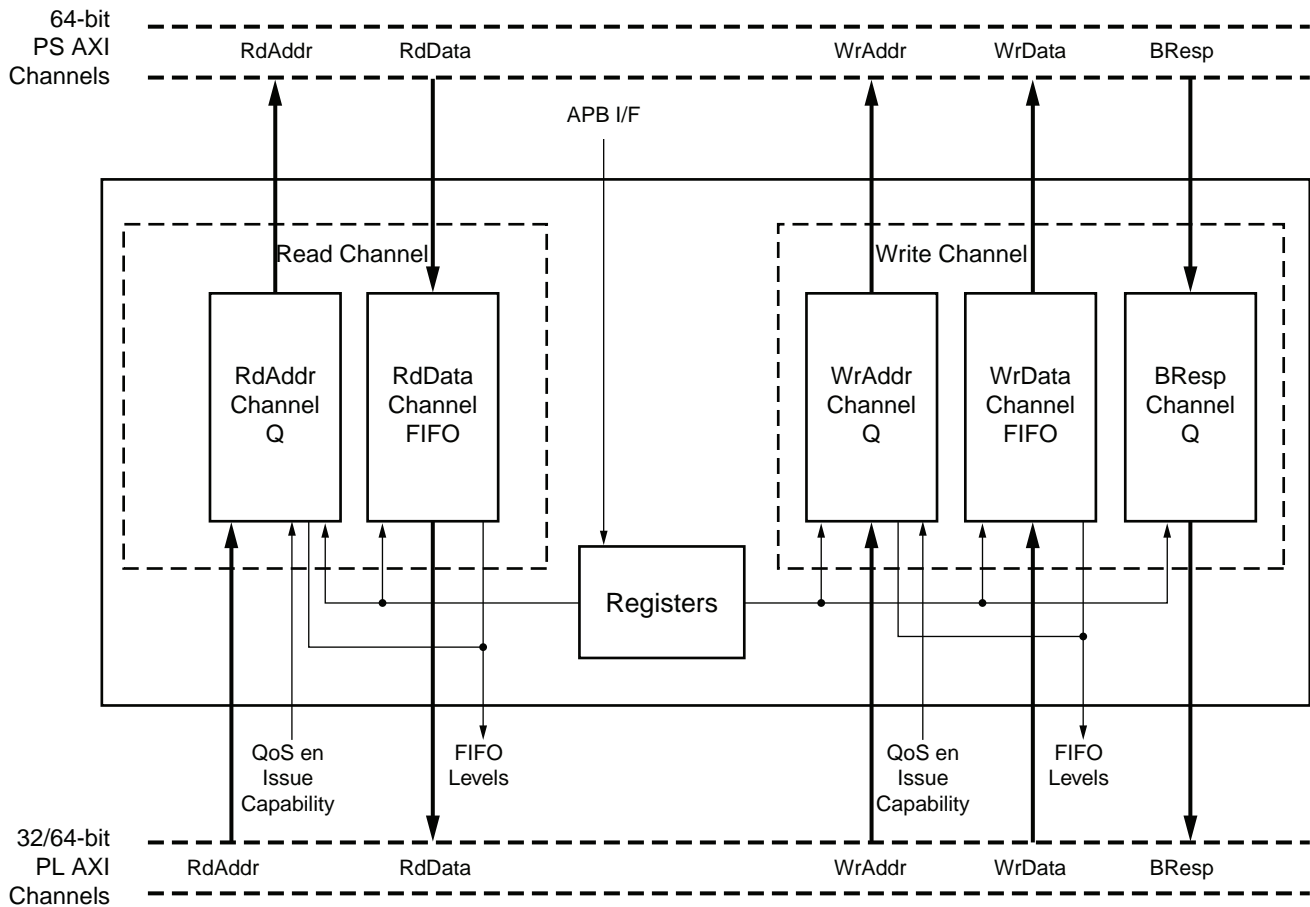 64-bit
PS AXI
Channels
RdAddr
RdData
WrAddr
WrData
BResp
APB I/F
Read Channel
Write Channel
RdAddr
Channel
Q
RdData
Channel
FIFO
WrAddr
Channel
Q
WrData
Channel
FIFO
BResp
Channel
Q
Registers
QoS en
Issue
Capability
FIFO
Levels
QoS en
Issue
Capability
FIFO
Levels
32/64-bit
PL AXI
Channels
RdAddr
RdData
WrAddr
WrData
BResp